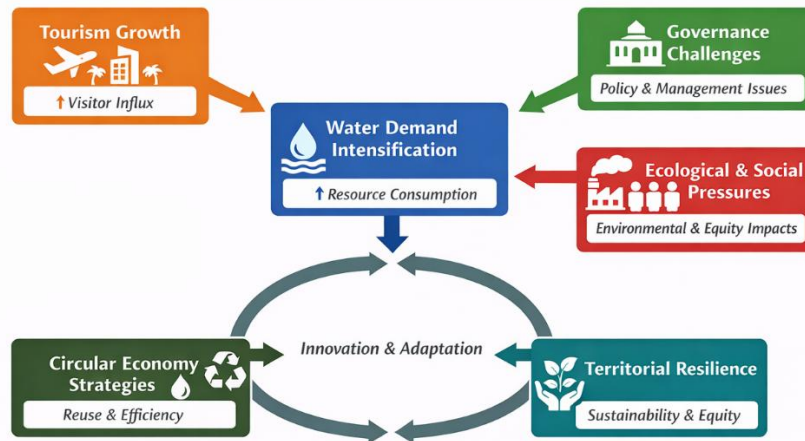 Tourism Growth
↑ Visitor Influx
Governance
Challenges
Policy & Management Issues
Water Demand
Intensification
↑ Resource Consumption
Ecological & Social
Pressures
Environmental & Equity Impacts
Innovation & Adaptation
Circular Economy
Strategies
Reuse & Efficiency
Territorial Resilience
Sustainability & Equity